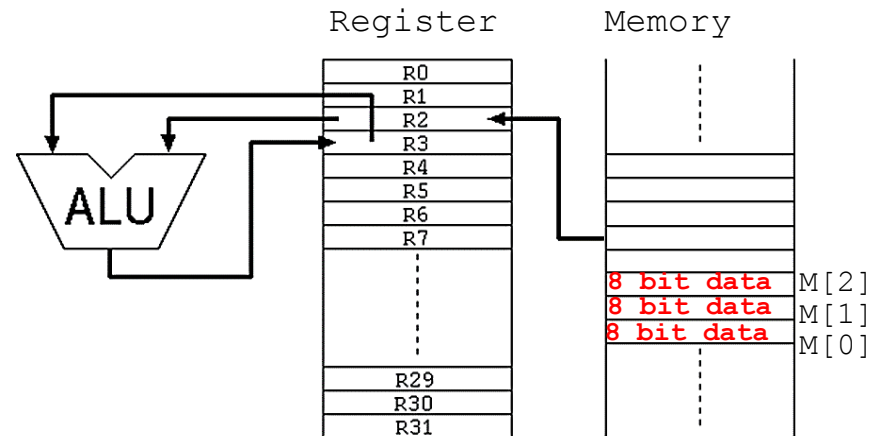 Register
Memory
R0
R1
R2
R3
R4
R5
R6
R7
R29
R30
R31
ALU
8 bit data M[2]
8 bit data M[1]
8 bit data M[0]